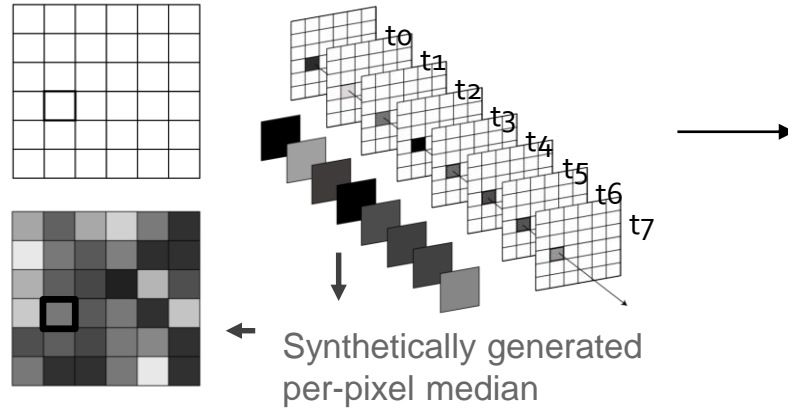 t0
t1
t2
t3
t4
t5
t6
t7
Synthetically generated
per-pixel median